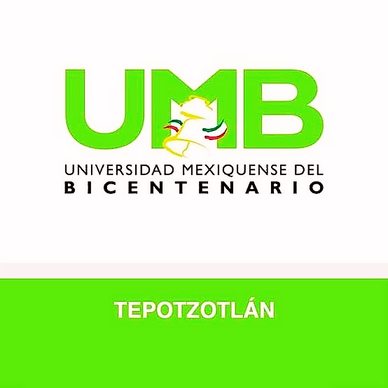 UMB
UNIVERSIDAD MEXIQUENSE DEL
BICENTENARIO
TEPOTZOTLÁN